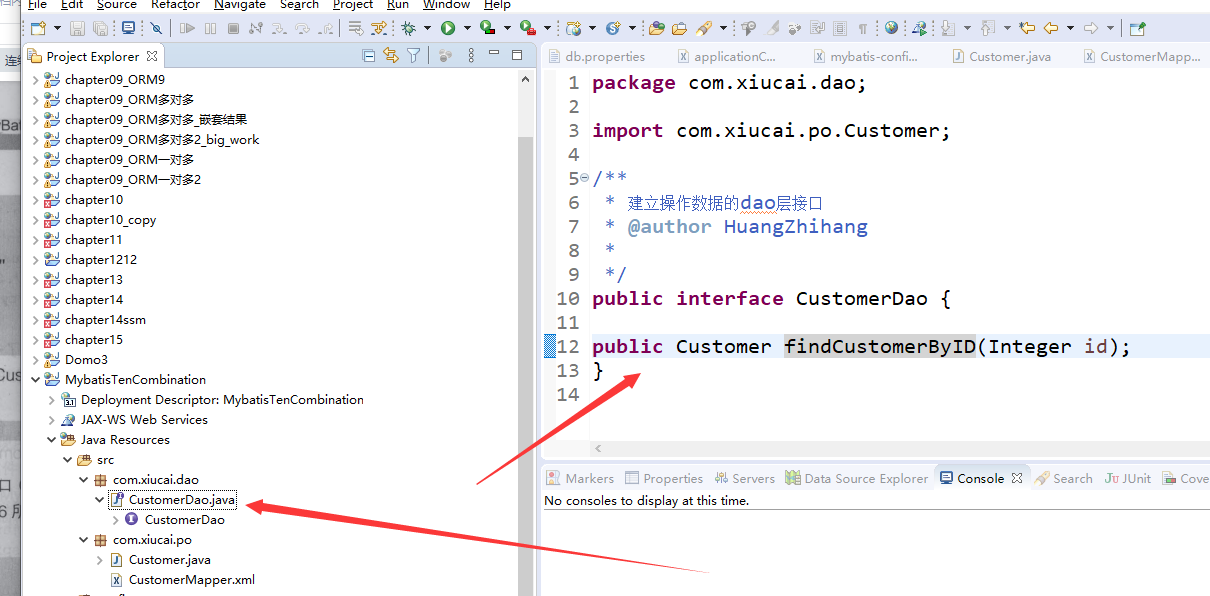 File Edit Source Refactor Navigate Search Project Run Window Help
Project Explorer
chapter09_ORM9
chapter09_ORM多对多
chapter09_ORM多对多_嵌套结果
chapter09_ORM多对多2_big_work
chapter09_ORM一对多
chapter09_ORM一对多2
chapter10
chapter10_copy
chapter11
chapter1212
chapter13
chapter14
chapter14ssm
chapter15
Domo3
MybatisTenCombination
Deployment Descriptor: MybatisTenCombination
JAX-WS Web Services
Java Resources
src
com.xiucai.dao
CustomerDao.java
CustomerDao
com.xiucai.po
Customer.java
CustomerMapper.xml
db.properties applicationC... mybatis-confi... Customer.java CustomerMapp...
1 package com.xiucai.dao;
2
3 import com.xiucai.po.Customer;
4
5 /**
6 * 建立操作数据的dao层接口
7 * @author HuangZhihang
8 *
9 */
10 public interface CustomerDao {
11
12 public Customer findCustomerByID(Integer id);
13 }
14
Markers Properties Servers Data Source Explorer Console Search JUnit Cove
No consoles to display at this time.